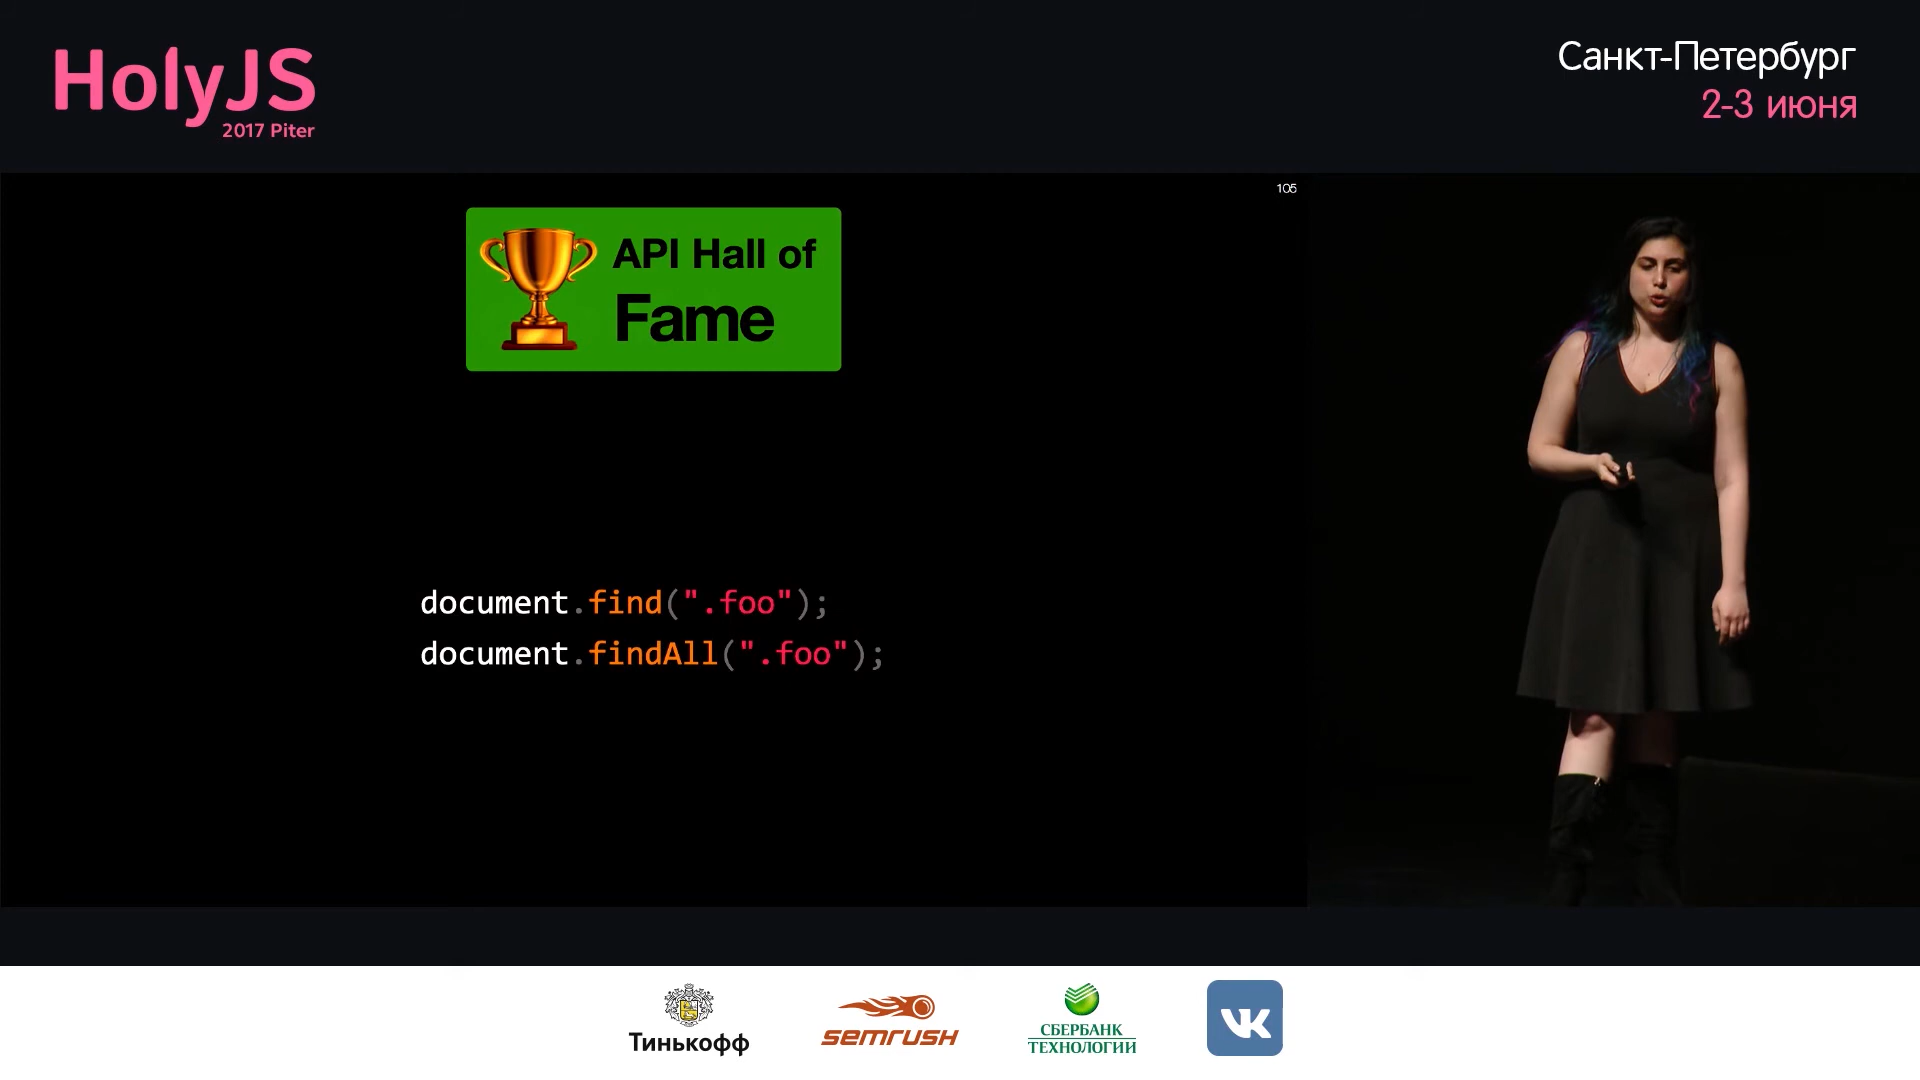 HolyJS
2017 Piter
Санкт-Петербург
2-3 июня
105
API Hall of
Fame
document.find(".foo");
document.findAll(".foo");
Тинькофф
semrush
СБЕРБАНК
ТЕХНОЛОГИИ
VK